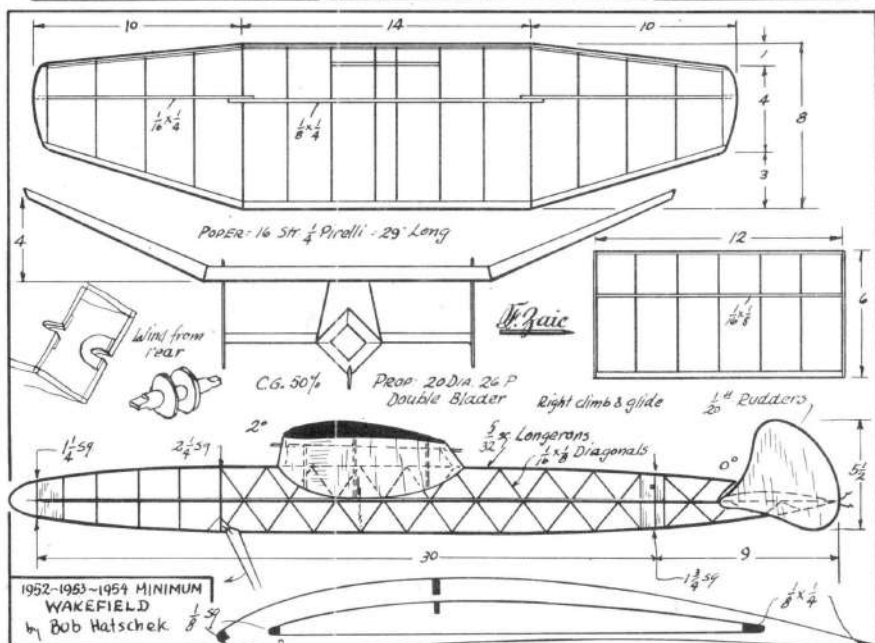 10 14 10
1
4
8
3
1/16 x 1/4
1/8 x 1/4
4
POPER = 16 Str 1/4 Pirelli = 29" Long
12
6
1/16 x 1/8
F. Zaic
Wind from
rear
C.G. 50%
PROP: 20 DIA. 26 P
Double Blader
Right climb & glide
1/20" Rudders
1 1/4 sq
2 1/4 sq
2°
5/32 sq Longerons
1/16 x 1/8 Diagonals
0°
5 1/2
30
9
1 3/4 sq
1952-1953-1954 MINIMUM
WAKEFIELD
by Bob Hatschek
1/8 sq
1/8 x 1/4